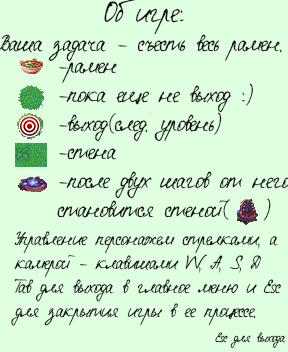 Об игре:
Ваша задача - съесть весь рамен.
-рамен
-пока еще не выход :)
-выход(след. уровень)
-стена
-после двух шагов от него
становится стеной( )
Управление персонажем стрелками, а
камерой - клавишами W, A, S, D
Tab для выхода в главное меню и Esc
для закрытия игры в ее процессе.
Esc для выхода